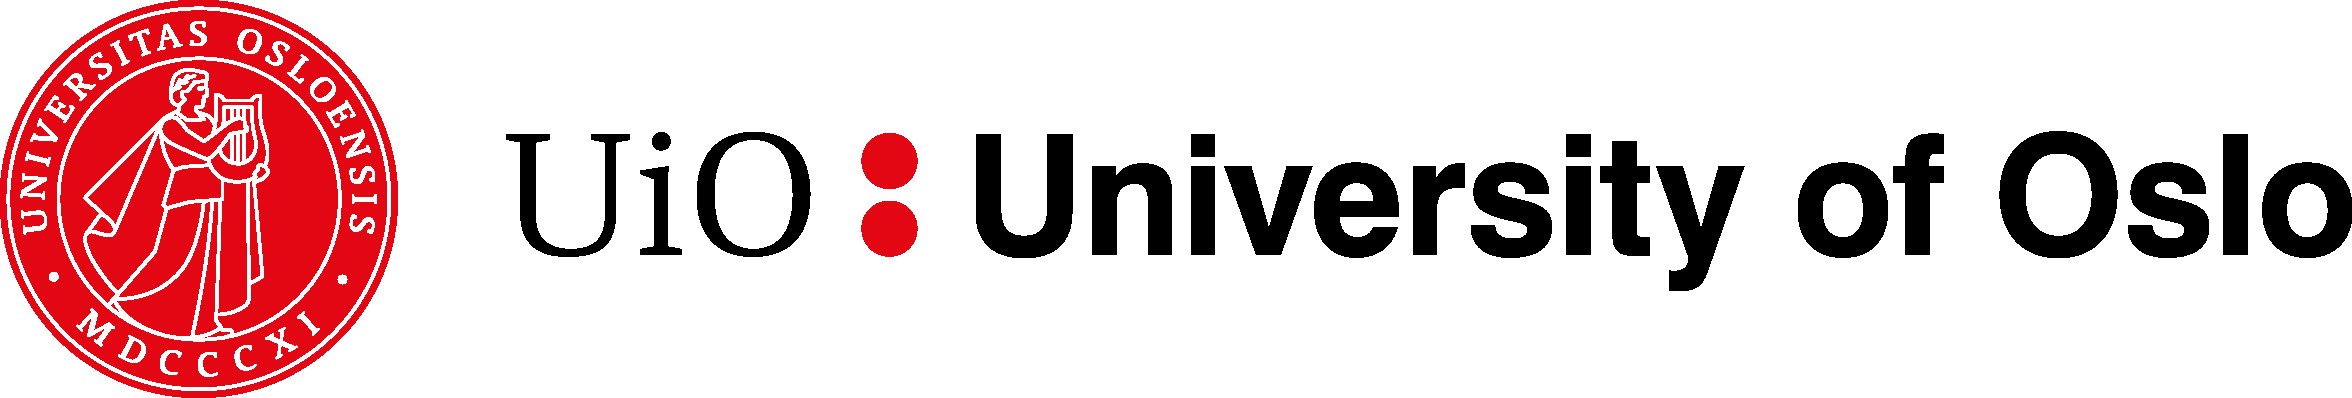 UNIVERSITAS OSLOENSIS
MDCCCXI
UiO : University of Oslo